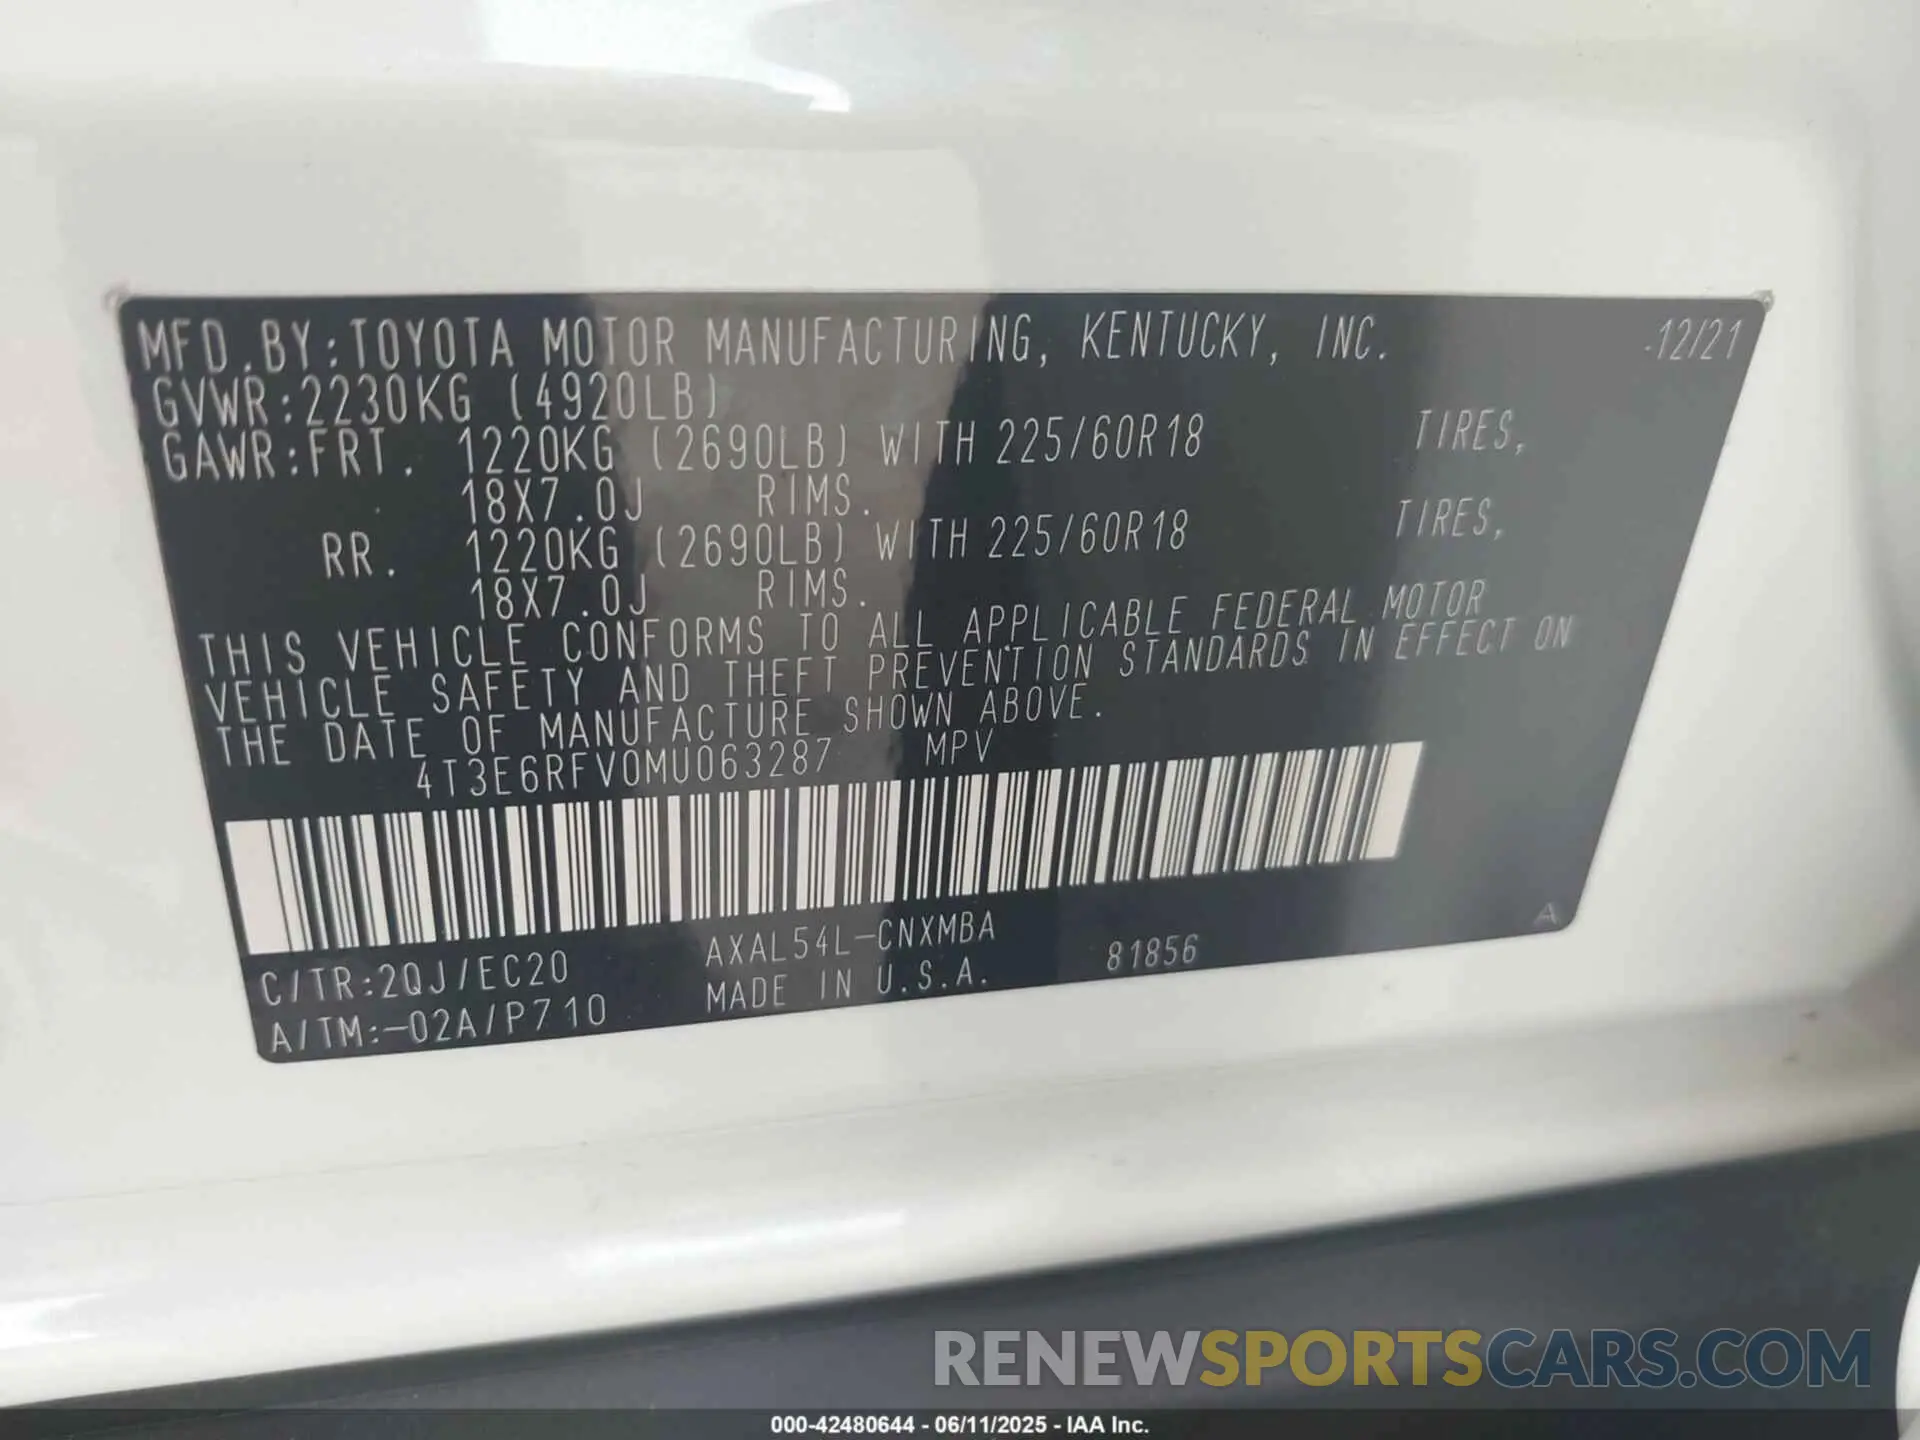 MFD.BY:TOYOTA MOTOR MANUFACTURING, KENTUCKY, INC. 12/21
GVWR:2230KG (4920LB)
GAWR:FRT. 1220KG (2690LB) WITH 225/60R18 TIRES,
18X7.0J RIMS.
RR. 1220KG (2690LB) WITH 225/60R18 TIRES,
18X7.0J RIMS.
THIS VEHICLE CONFORMS TO ALL APPLICABLE FEDERAL MOTOR
VEHICLE SAFETY AND THEFT PREVENTION STANDARDS IN EFFECT ON
THE DATE OF MANUFACTURE SHOWN ABOVE.
4T3E6RFV0MU063287 MPV
C/TR:2QJ/EC20 AXAL54L-CNXMBA 81856 A
A/TM:-02A/P710 MADE IN U.S.A.
RENEWSPORTSCARS.COM
000-42480644 - 06/11/2025 - IAA Inc.